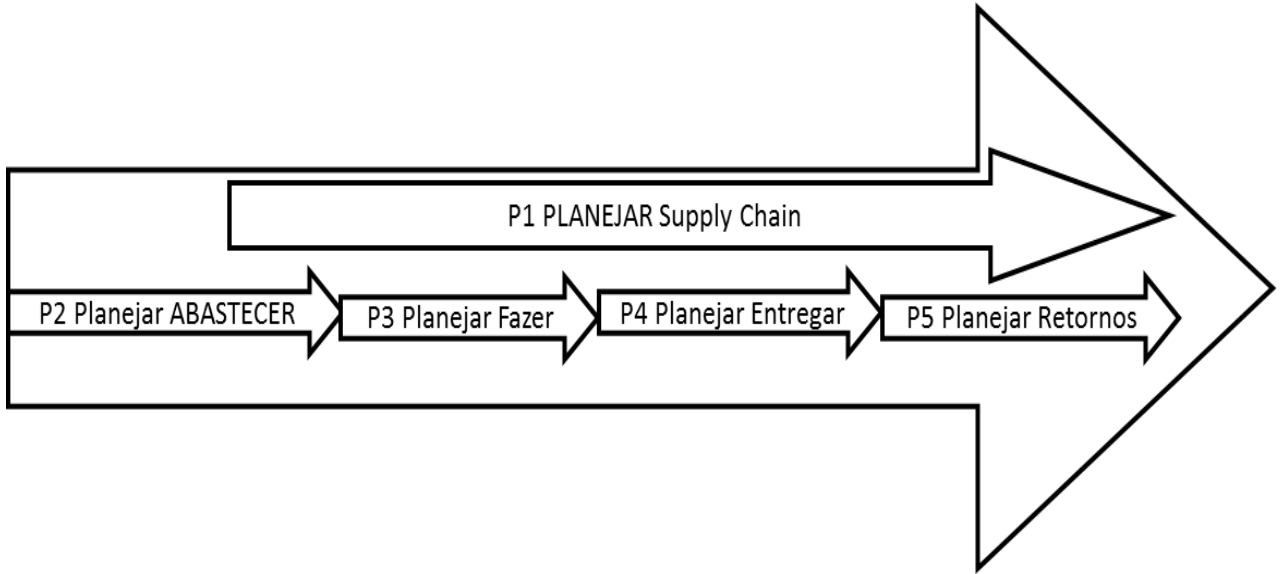 P1 PLANEJAR Supply Chain
P2 Planejar ABASTECER
P3 Planejar Fazer
P4 Planejar Entregar
P5 Planejar Retornos